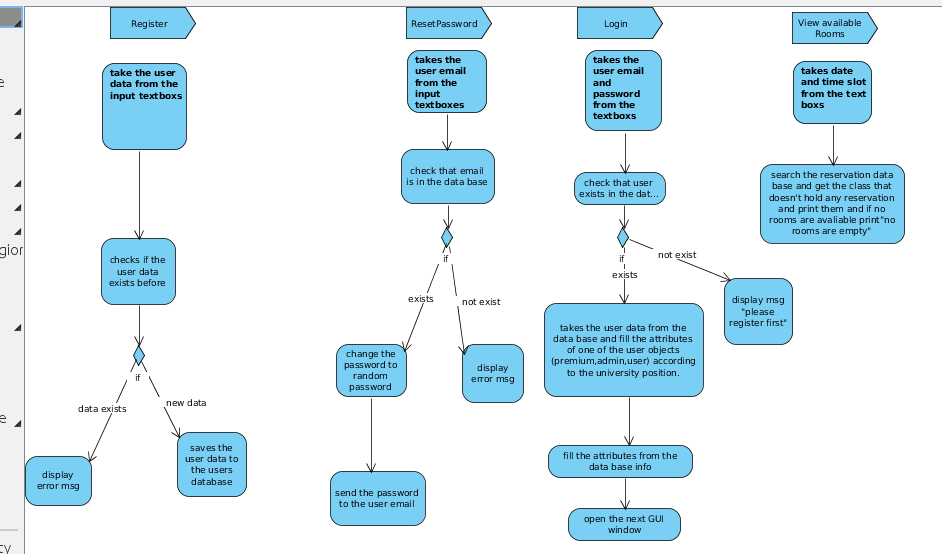 Register
take the user
data from the
input textboxs
checks if the
user data
exists before
if
data exists
new data
display
error msg
saves the
user data to
the users
database
ResetPassword
takes the
user email
from the
input
textboxes
check that email
is in the data base
if
exists
not exist
change the
password to
random
password
display
error msg
send the password
to the user email
Login
takes the
user email
and
password
from the
textboxs
check that user
exists in the dat...
if
exists
not exist
display msg
"please
register first"
takes the user data from the
data base and fill the attributes
of one of the user objects
(premium,admin,user) according
to the university position.
fill the attributes from the
data base info
open the next GUI
window
View available
Rooms
takes date
and time slot
from the text
boxs
search the reservation data
base and get the class that
doesn't hold any reservation
and print them and if no
rooms are avaliable print"no
rooms are empty"
e
gion
e
ty